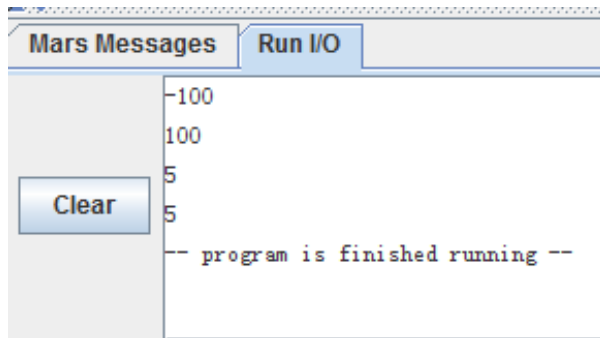 Mars Messages Run I/O
-100
100
5
Clear
5
-- program is finished running --